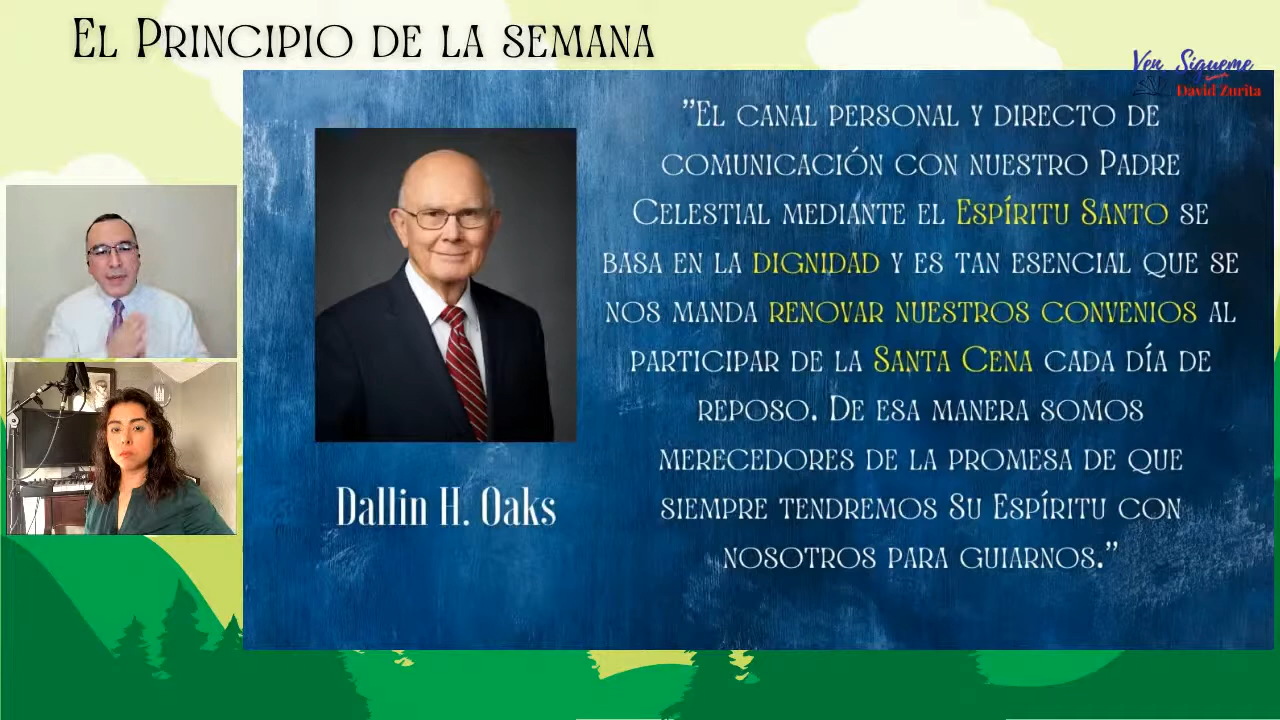 El Principio de la semana
Ven, Sígueme
David Zurita
”El canal personal y directo de
comunicación con nuestro Padre
Celestial mediante el Espíritu Santo se
basa en la dignidad y es tan esencial que se
nos manda renovar nuestros convenios al
participar de la Santa Cena cada día de
reposo. De esa manera somos
merecedores de la promesa de que
siempre tendremos Su Espíritu con
nosotros para guiarnos.”
Dallin H. Oaks